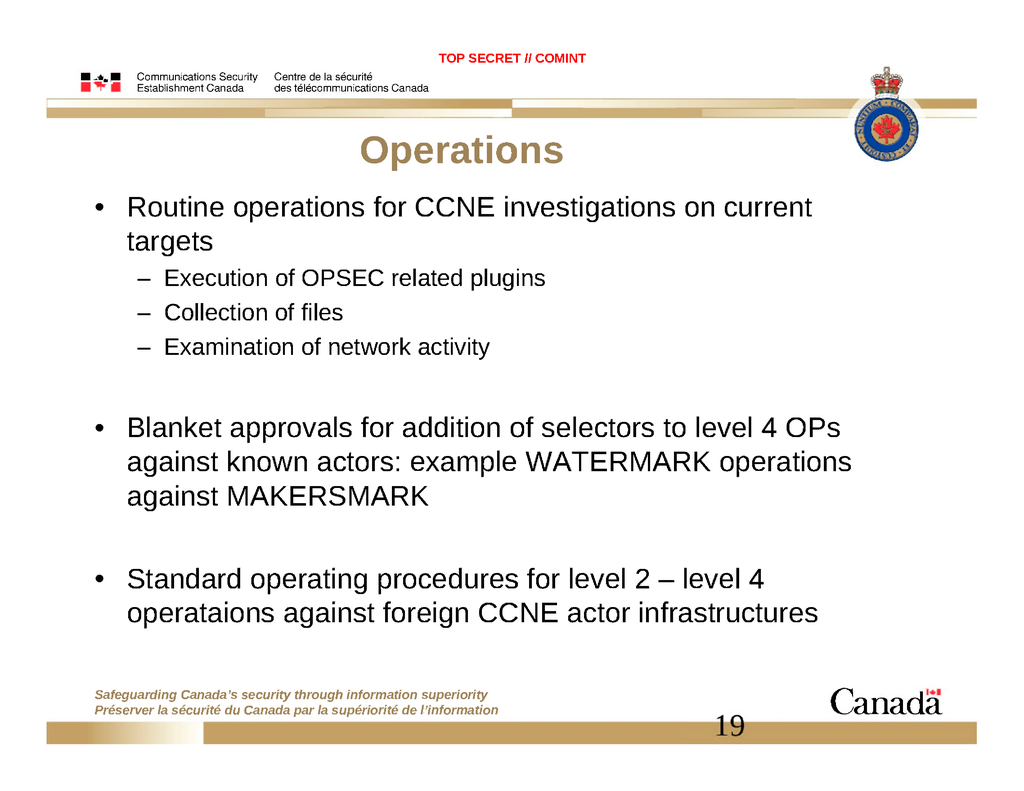 TOP SECRET // COMINT
Communications Security Centre de la sécurité
Establishment Canada des télécommunications Canada
Operations
• Routine operations for CCNE investigations on current
targets
– Execution of OPSEC related plugins
– Collection of files
– Examination of network activity
• Blanket approvals for addition of selectors to level 4 OPs
against known actors: example WATERMARK operations
against MAKERSMARK
• Standard operating procedures for level 2 – level 4
operataions against foreign CCNE actor infrastructures
Safeguarding Canada's security through information superiority
Préserver la sécurité du Canada par la supériorité de l'information
Canada
19